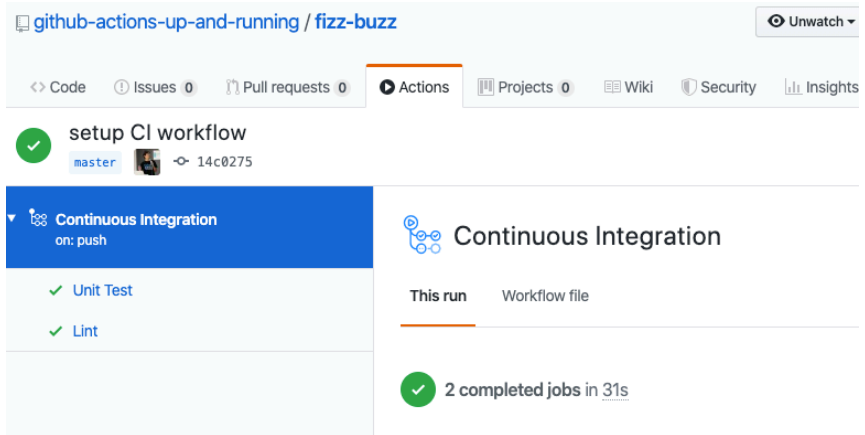 github-actions-up-and-running / fizz-buzz
Unwatch
Code Issues 0 Pull requests 0 Actions Projects 0 Wiki Security Insights
setup CI workflow
master 14c0275
Continuous Integration
on: push
Unit Test
Lint
Continuous Integration
This run Workflow file
2 completed jobs in 31s